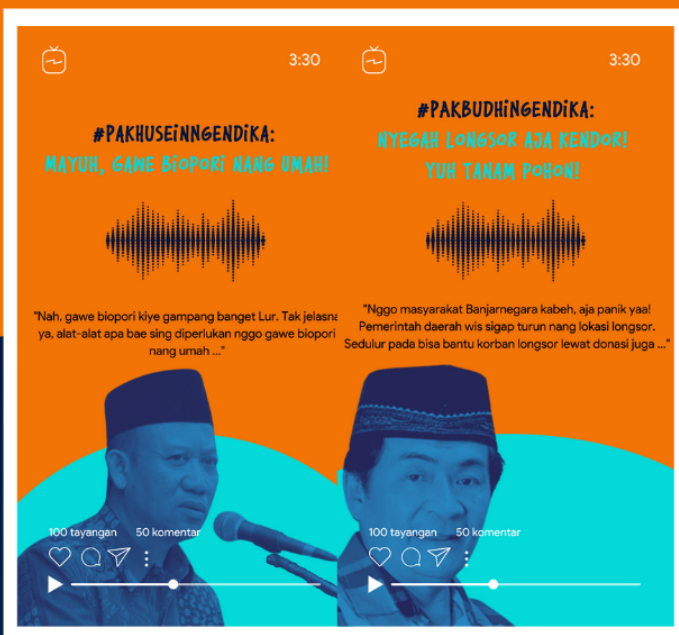 3:30
#PAKHUSEINNGENDIKA:
MAYUH, GAWE BIOPORI NANG UMAH!
"Nah, gawe biopori kiye gampang banget Lur. Tak jelasna
ya, alat-alat apa bae sing diperlukan nggo gawe biopori
nang umah ..."
100 tayangan 50 komentar
3:30
#PAKBUDHINGENDIKA:
NYEGAH LONGSOR AJA KENDOR!
YUH TANAM POHON!
"Nggo masyarakat Banjarnegara kabeh, aja panik yaa!
Pemerintah daerah wis sigap turun nang lokasi longsor.
Sedulur pada bisa bantu korban longsor lewat donasi juga ..."
100 tayangan 50 komentar